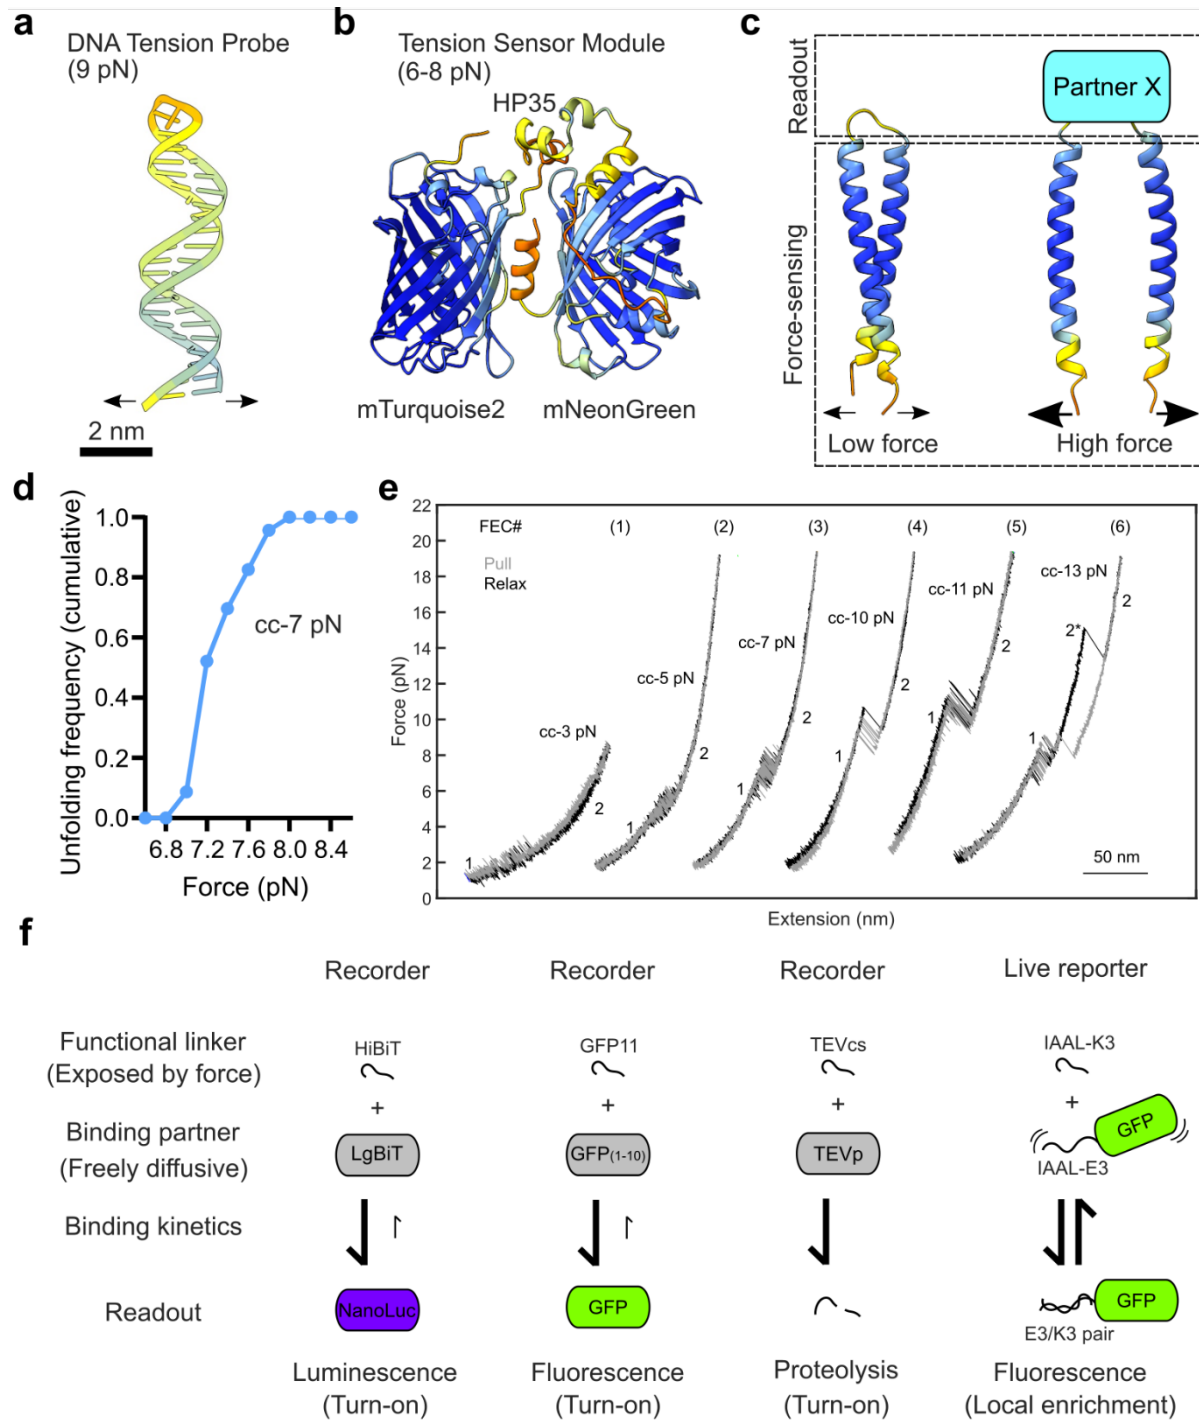 a
DNA Tension Probe
(9 pN)
2 nm
b
Tension Sensor Module
(6-8 pN)
HP35
mTurquoise2
mNeonGreen
c
Readout
Force-sensing
Partner X
Low force
High force
d
Unfolding frequency (cumulative)
1.0
0.8
0.6
0.4
0.2
0.0
cc-7 pN
6.8 7.2 7.6 8.0 8.4
Force (pN)
e
Force (pN)
22
20
18
16
14
12
10
8
6
4
2
0
FEC# (1) (2) (3) (4) (5) (6)
Pull
Relax
cc-3 pN
cc-5 pN
cc-7 pN
cc-10 pN
cc-11 pN
cc-13 pN
1
2
1
2
1
2
1
2
1
2
1
2*
2
50 nm
Extension (nm)
f
Recorder Recorder Recorder Live reporter
Functional linker
(Exposed by force)
HiBiT GFP11 TEVcs IAAL-K3
+ + + +
Binding partner
(Freely diffusive)
LgBiT GFP(1-10) TEVp GFP
IAAL-E3
Binding kinetics
Readout
NanoLuc GFP GFP
E3/K3 pair
Luminescence
(Turn-on)
Fluorescence
(Turn-on)
Proteolysis
(Turn-on)
Fluorescence
(Local enrichment)